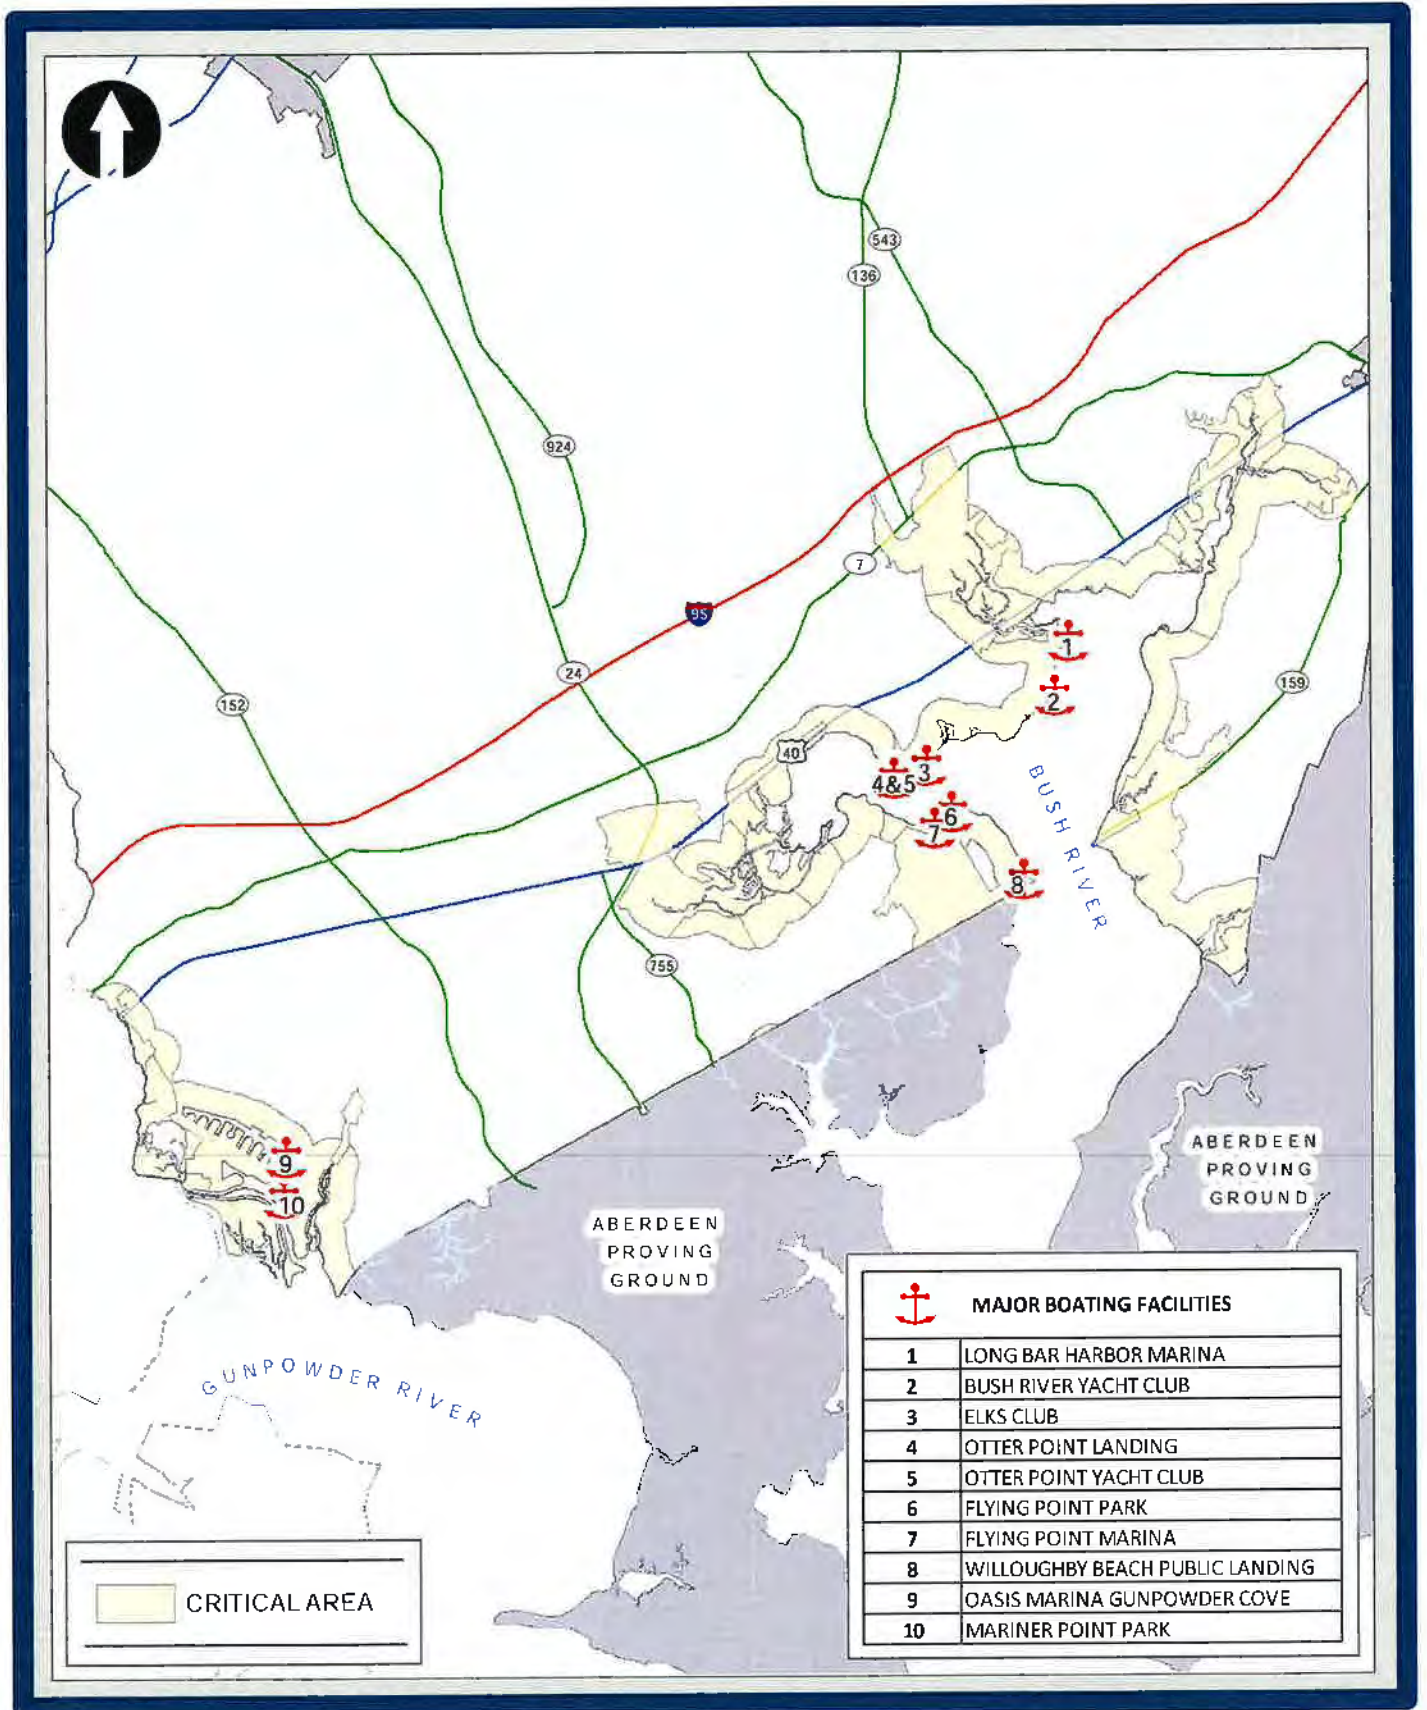 543
136
924
7
95
1
24
159
152
2
40
3
4&5
6
7
8
BUSH RIVER
755
ABERDEEN
PROVING
GROUND
9
10
ABERDEEN
PROVING
GROUND
GUNPOWDER RIVER
MAJOR BOATING FACILITIES
1 LONG BAR HARBOR MARINA
2 BUSH RIVER YACHT CLUB
3 ELKS CLUB
4 OTTER POINT LANDING
5 OTTER POINT YACHT CLUB
6 FLYING POINT PARK
7 FLYING POINT MARINA
8 WILLOUGHBY BEACH PUBLIC LANDING
9 OASIS MARINA GUNPOWDER COVE
10 MARINER POINT PARK
CRITICAL AREA